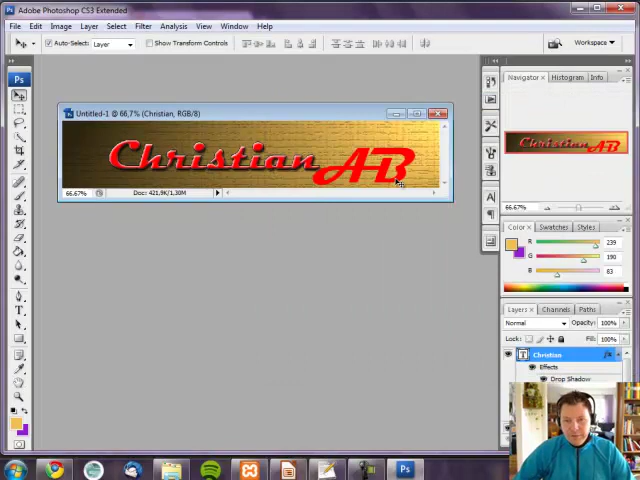 Adobe Photoshop CS3 Extended
File Edit Image Layer Select Filter Analysis View Window Help
Auto-Select: Layer Show Transform Controls Workspace
Ps
Untitled-1 @ 66,7% (Christian, RGB/8)
Christian AB
66.67% Doc: 421,9K/1,30M
Navigator Histogram Info
Christian AB
66.67%
Color Swatches Styles
R 239
G 190
B 83
Layers Channels Paths
Normal Opacity: 100%
Lock: Fill: 100%
T Christian fx
Effects
Drop Shadow
Ps